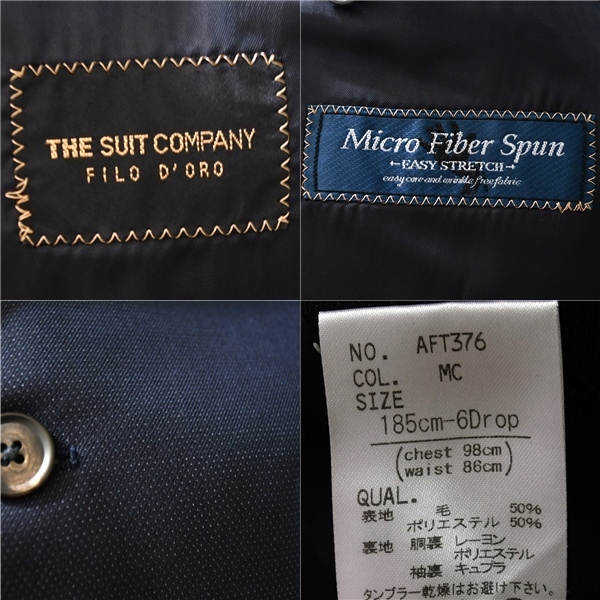 THE SUIT COMPANY
FILO D'ORO
Micro Fiber Spun
EASY STRETCH
easy care and wrinkle free fabric
NO. AFT376
COL. MC
SIZE
185cm-6Drop
(chest 98cm
waist 86cm)
QUAL.
表地 毛 50%
ポリエステル 50%
裏地 胴裏 レーヨン
ポリエステル
袖裏 キュプラ
タンブラー乾燥はお避け下さい。